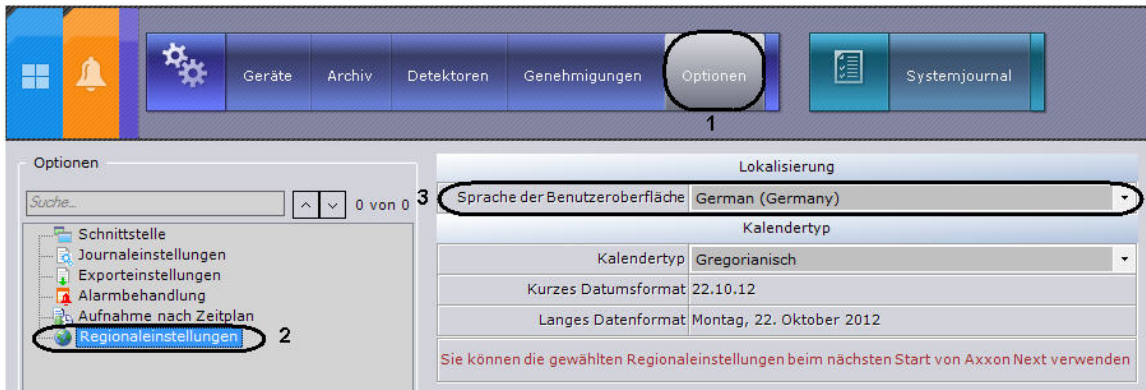 Geräte Archiv Detektoren Genehmigungen Optionen Systemjournal
1
Optionen
Suche...
0 von 0
Schnittstelle
Journaleinstellungen
Exporteinstellungen
Alarmbehandlung
Aufnahme nach Zeitplan
Regionaleinstellungen 2
Lokalisierung
3 Sprache der Benutzeroberfläche German (Germany)
Kalendertyp
Kalendertyp Gregorianisch
Kurzes Datumsformat 22.10.12
Langes Datenformat Montag, 22. Oktober 2012
Sie können die gewählten Regionaleinstellungen beim nächsten Start von Axxon Next verwenden